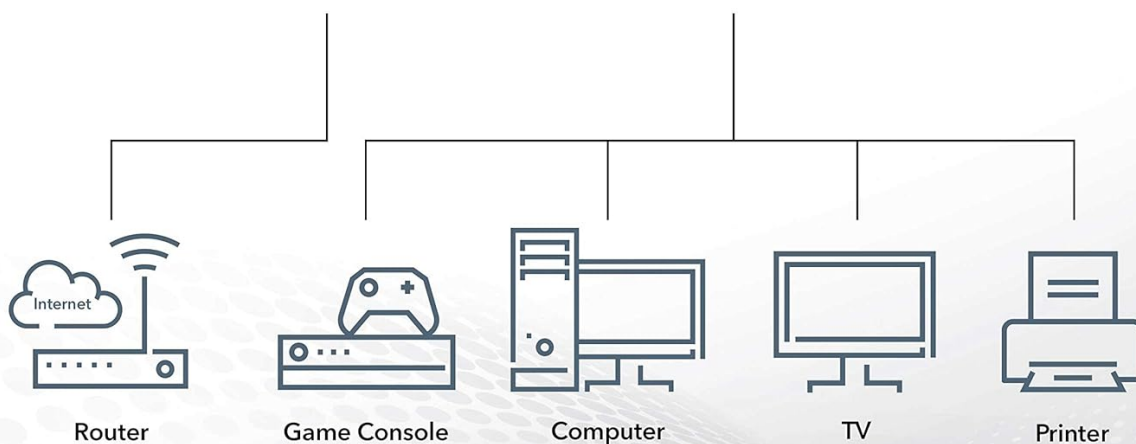 Internet
Router
Game Console
Computer
TV
Printer